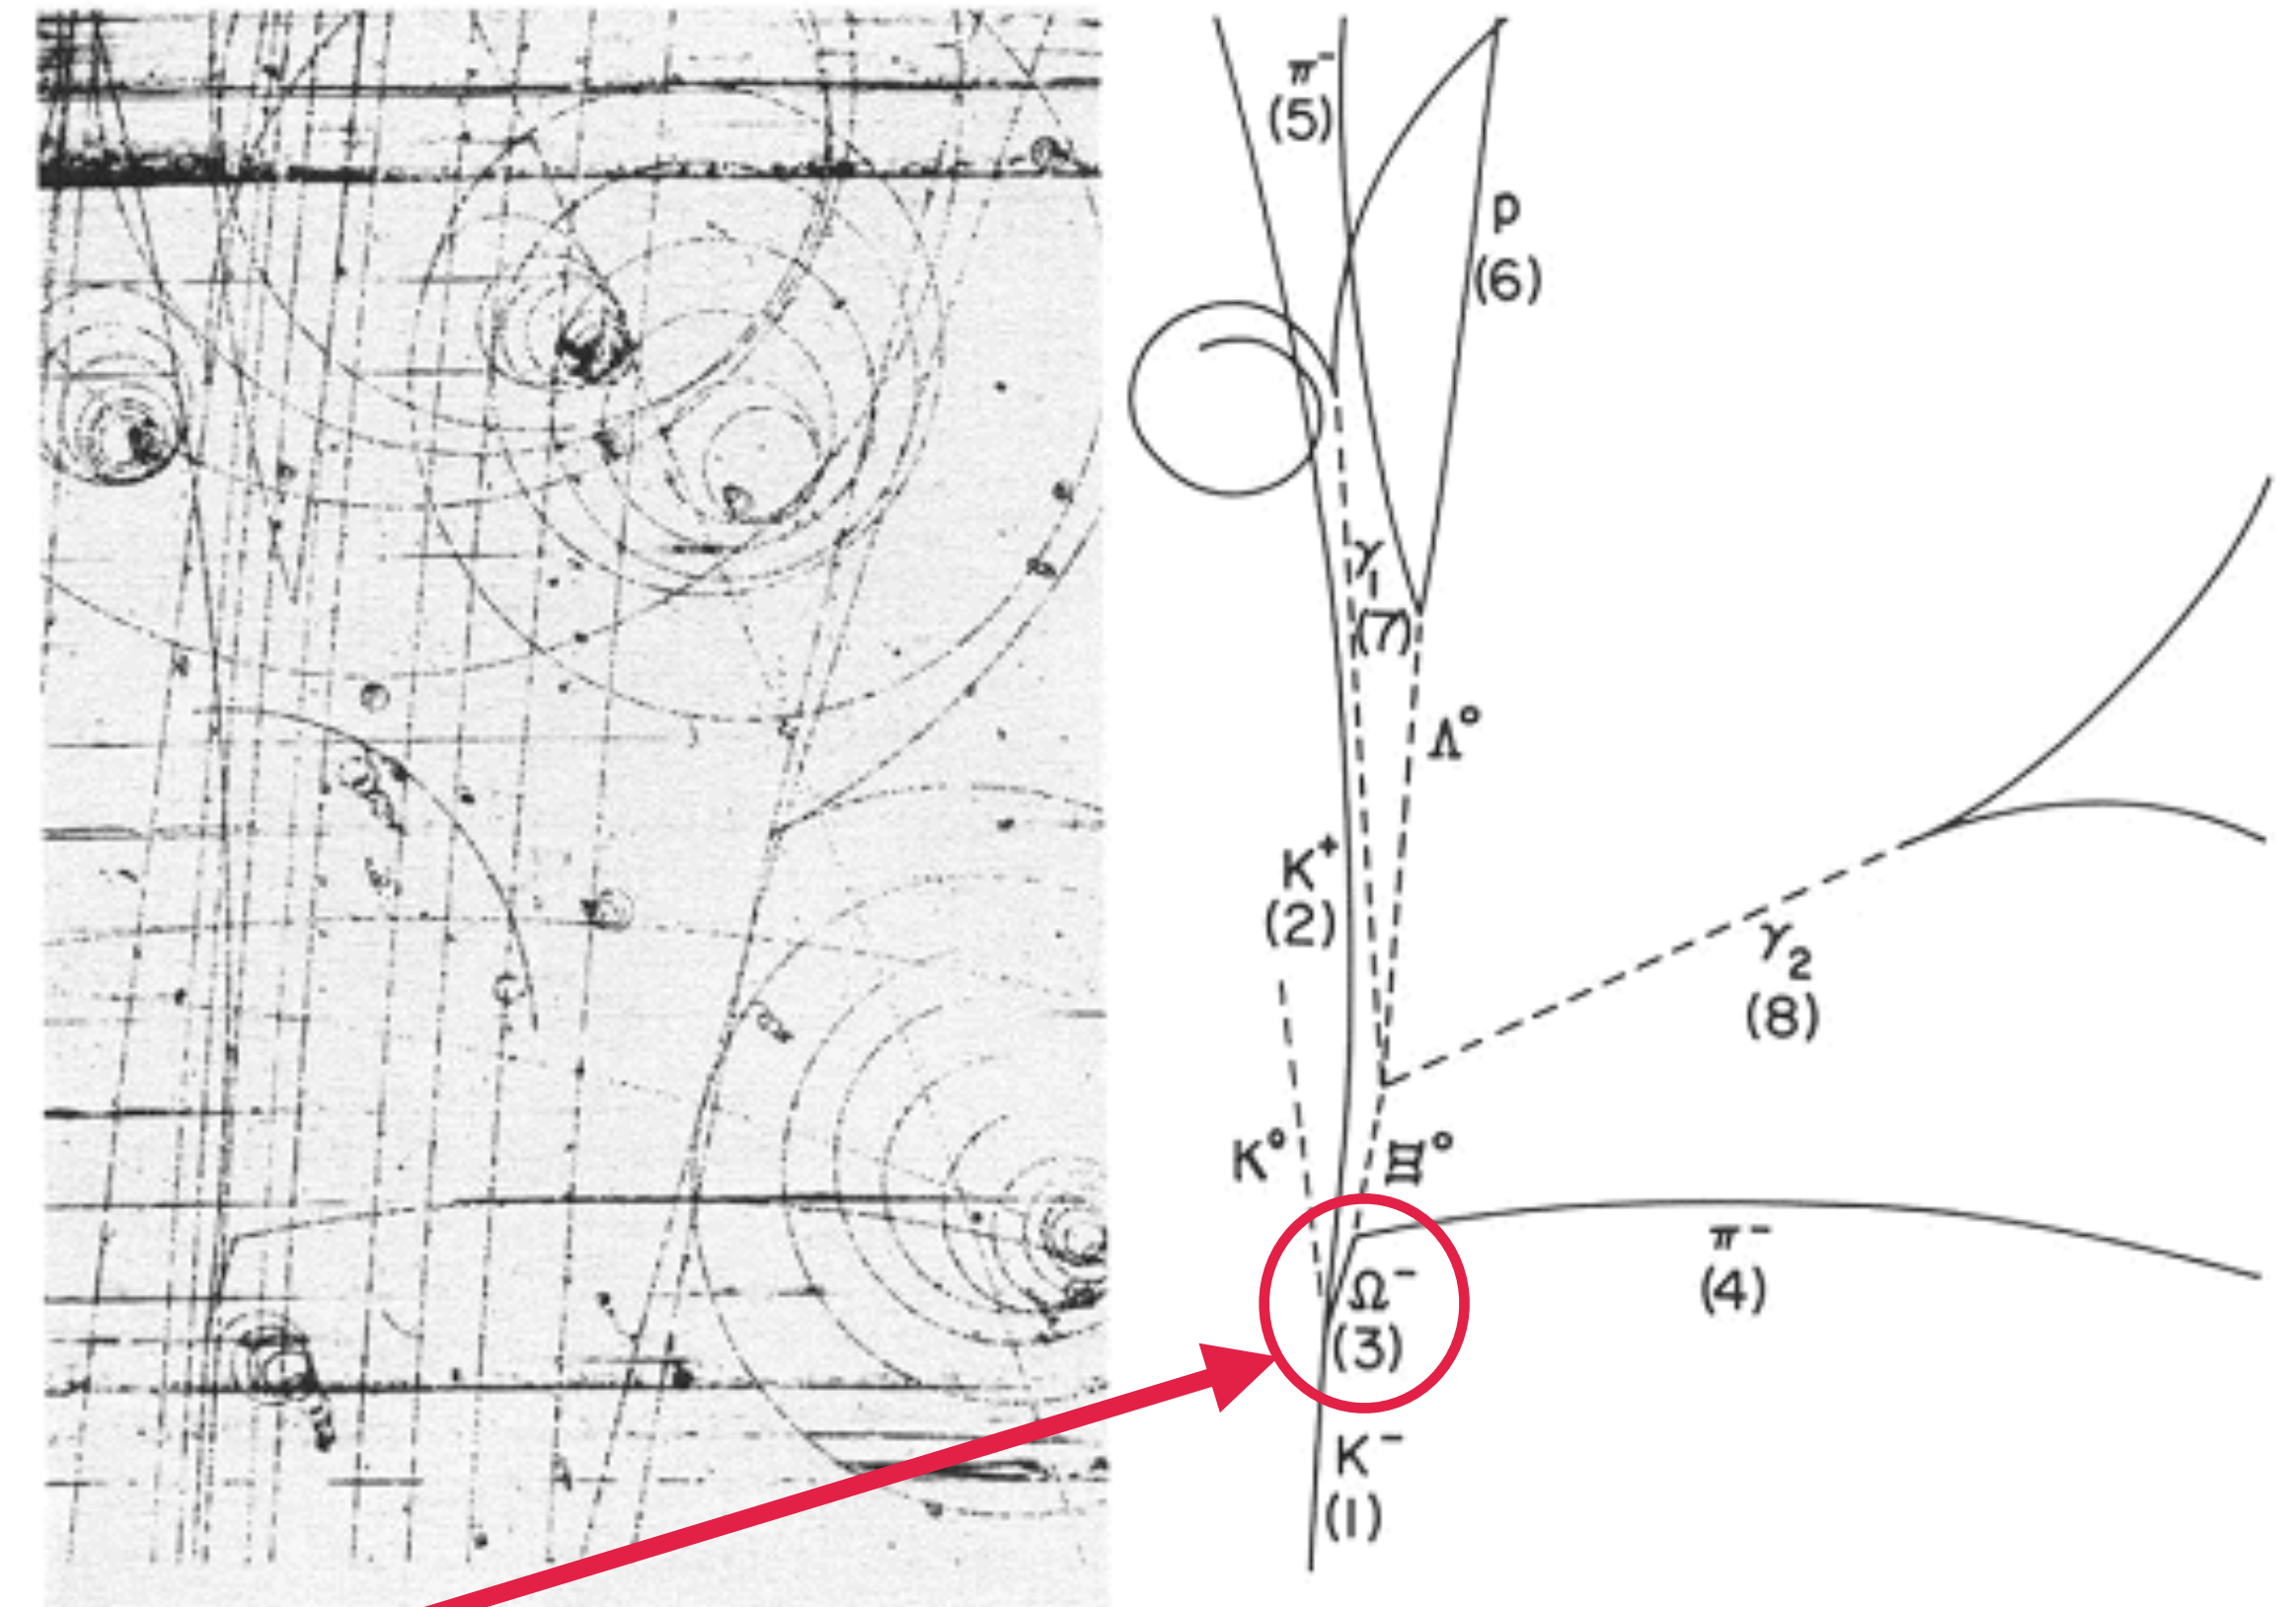 π⁻
(5)
p
(6)
γ₁
(7)
Λ°
K⁺
(2)
γ₂
(8)
K°
Ξ°
π⁻
(4)
Ω⁻
(3)
K⁻
(1)